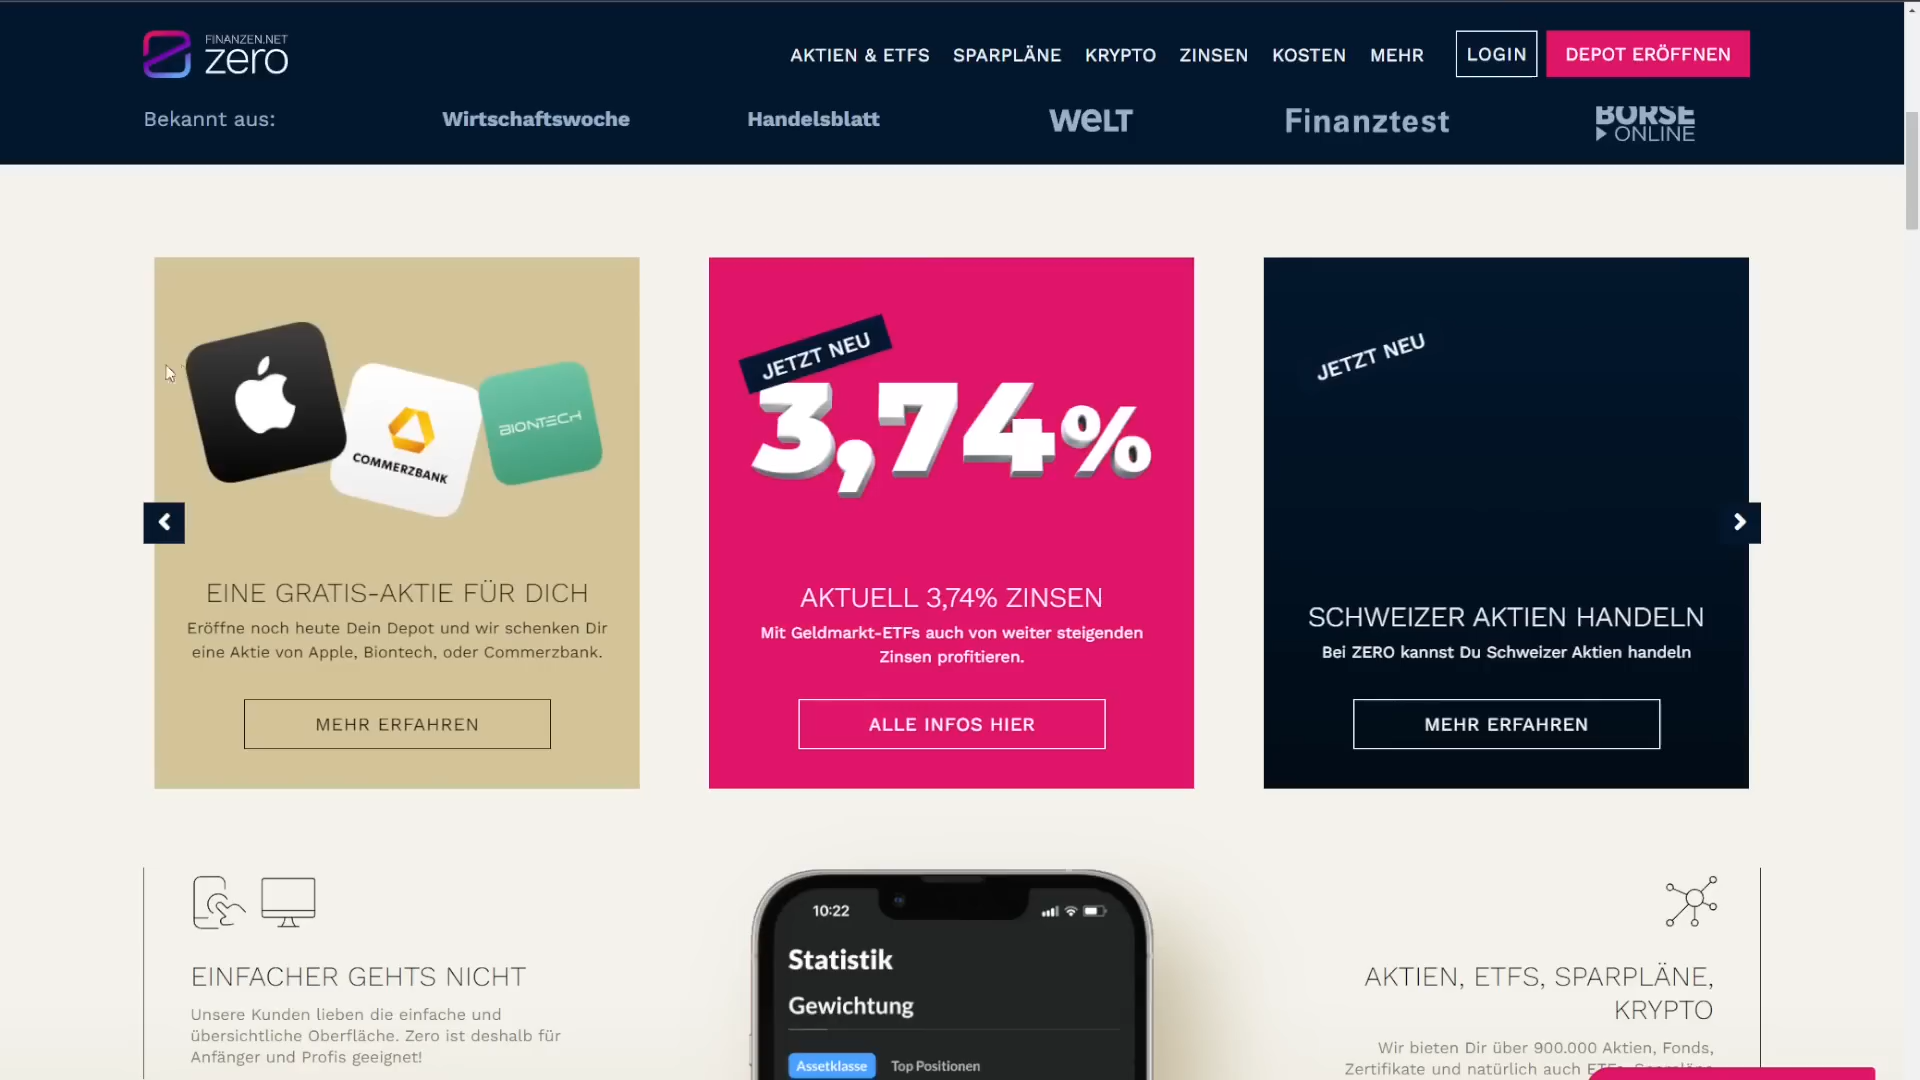 FINANZEN.NET
zero
AKTIEN & ETFS SPARPLÄNE KRYPTO ZINSEN KOSTEN MEHR LOGIN DEPOT ERÖFFNEN
Bekannt aus: Wirtschaftswoche Handelsblatt WELT Finanztest BÖRSE
ONLINE
COMMERZBANK
BIONTECH
EINE GRATIS-AKTIE FÜR DICH
Eröffne noch heute Dein Depot und wir schenken Dir
eine Aktie von Apple, Biontech, oder Commerzbank.
MEHR ERFAHREN
JETZT NEU
3,74%
AKTUELL 3,74% ZINSEN
Mit Geldmarkt-ETFs auch von weiter steigenden
Zinsen profitieren.
ALLE INFOS HIER
JETZT NEU
SCHWEIZER AKTIEN HANDELN
Bei ZERO kannst Du Schweizer Aktien handeln
MEHR ERFAHREN
EINFACHER GEHTS NICHT
Unsere Kunden lieben die einfache und
übersichtliche Oberfläche. Zero ist deshalb für
Anfänger und Profis geeignet!
10:22
Statistik
Gewichtung
Assetklasse Top Positionen
AKTIEN, ETFS, SPARPLÄNE,
KRYPTO
Wir bieten Dir über 900.000 Aktien, Fonds,
Zertifikate und natürlich auch ETFs, Sparpläne